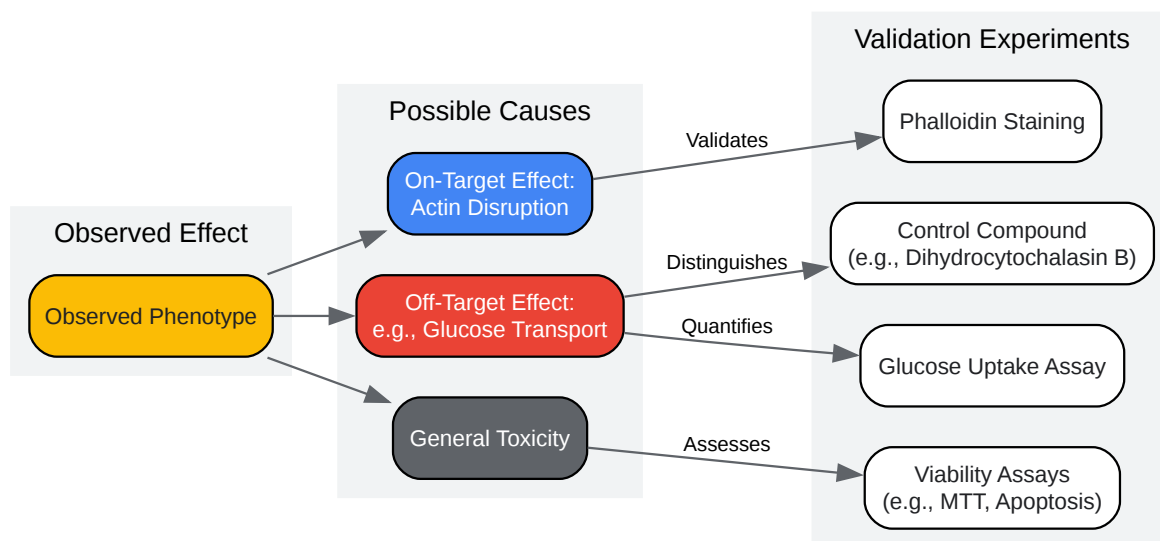 Observed Effect
Observed Phenotype
Possible Causes
On-Target Effect:
Actin Disruption
Off-Target Effect:
e.g., Glucose Transport
General Toxicity
Validates
Distinguishes
Quantifies
Assesses
Validation Experiments
Phalloidin Staining
Control Compound
(e.g., Dihydrocytochalasin B)
Glucose Uptake Assay
Viability Assays
(e.g., MTT, Apoptosis)